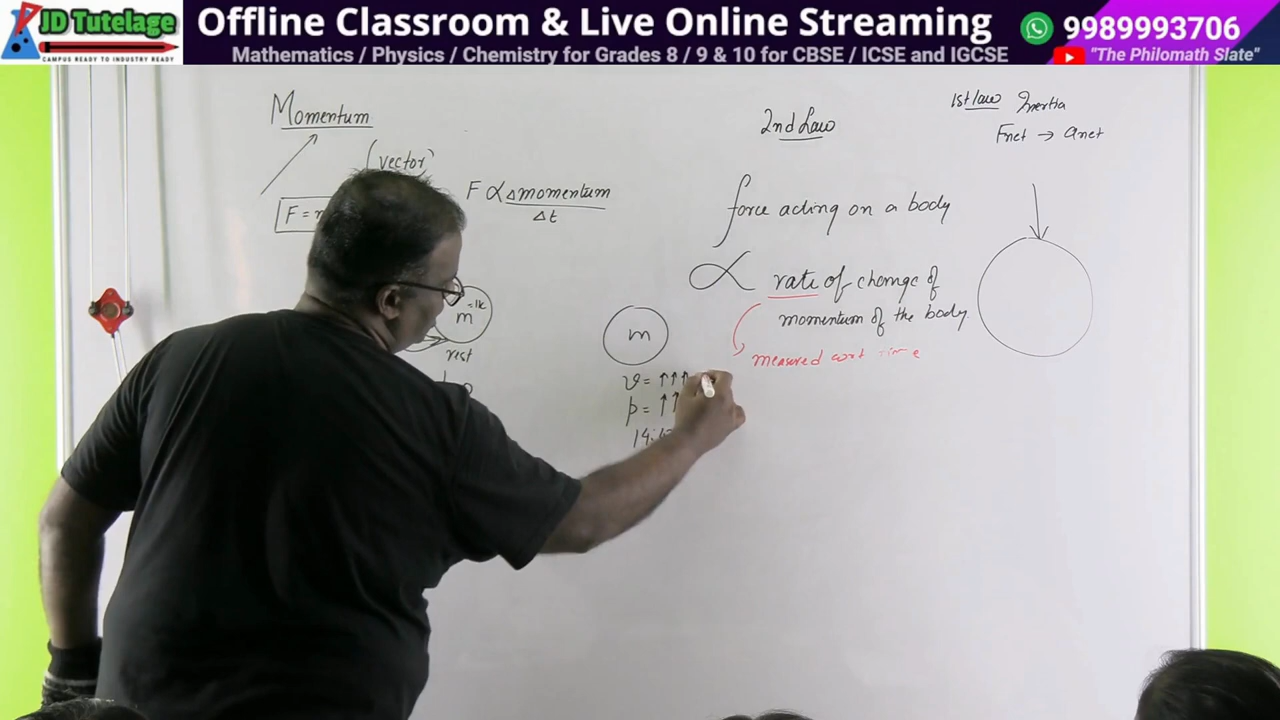 JD Tutelage
CAMPUS READY TO INDUSTRY READY
Offline Classroom & Live Online Streaming
Mathematics / Physics / Chemistry for Grades 8 / 9 & 10 for CBSE / ICSE and IGCSE
9989993706
"The Philomath Slate"
Momentum
(vector)
F =
F ∝ Δmomentum
Δt
m
rest
m
v = ↑↑↑
p = ↑↑
2nd Law
force acting on a body
∝ rate of change of
momentum of the body
measured wrt time
1st law Inertia
Fnet → anet